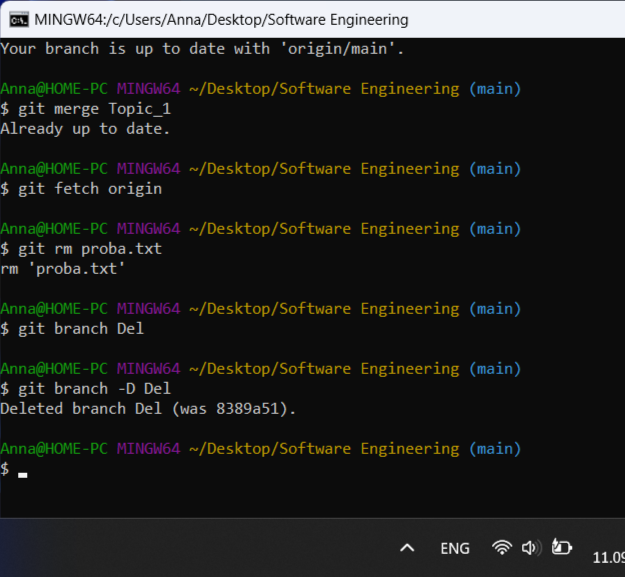 MINGW64:/c/Users/Anna/Desktop/Software Engineering
Your branch is up to date with 'origin/main'.
Anna@HOME-PC MINGW64 ~/Desktop/Software Engineering (main)
$ git merge Topic_1
Already up to date.
Anna@HOME-PC MINGW64 ~/Desktop/Software Engineering (main)
$ git fetch origin
Anna@HOME-PC MINGW64 ~/Desktop/Software Engineering (main)
$ git rm proba.txt
rm 'proba.txt'
Anna@HOME-PC MINGW64 ~/Desktop/Software Engineering (main)
$ git branch Del
Anna@HOME-PC MINGW64 ~/Desktop/Software Engineering (main)
$ git branch -D Del
Deleted branch Del (was 8389a51).
Anna@HOME-PC MINGW64 ~/Desktop/Software Engineering (main)
$
ENG
11.09